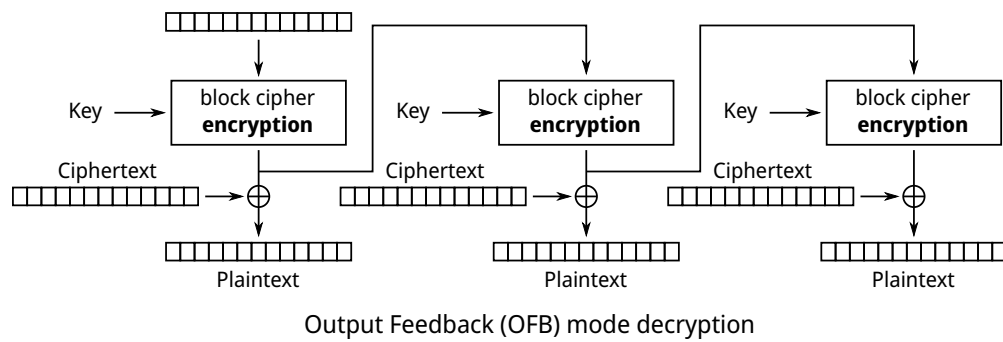 block cipher
encryption
Key
block cipher
encryption
Key
block cipher
encryption
Key
Ciphertext
Ciphertext
Ciphertext
Plaintext
Plaintext
Plaintext
Output Feedback (OFB) mode decryption